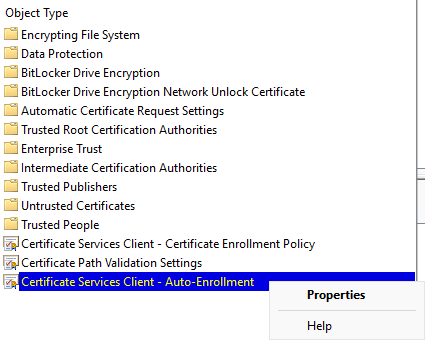 Object Type
Encrypting File System
Data Protection
BitLocker Drive Encryption
BitLocker Drive Encryption Network Unlock Certificate
Automatic Certificate Request Settings
Trusted Root Certification Authorities
Enterprise Trust
Intermediate Certification Authorities
Trusted Publishers
Untrusted Certificates
Trusted People
Certificate Services Client - Certificate Enrollment Policy
Certificate Path Validation Settings
Certificate Services Client - Auto-Enrollment
Properties
Help